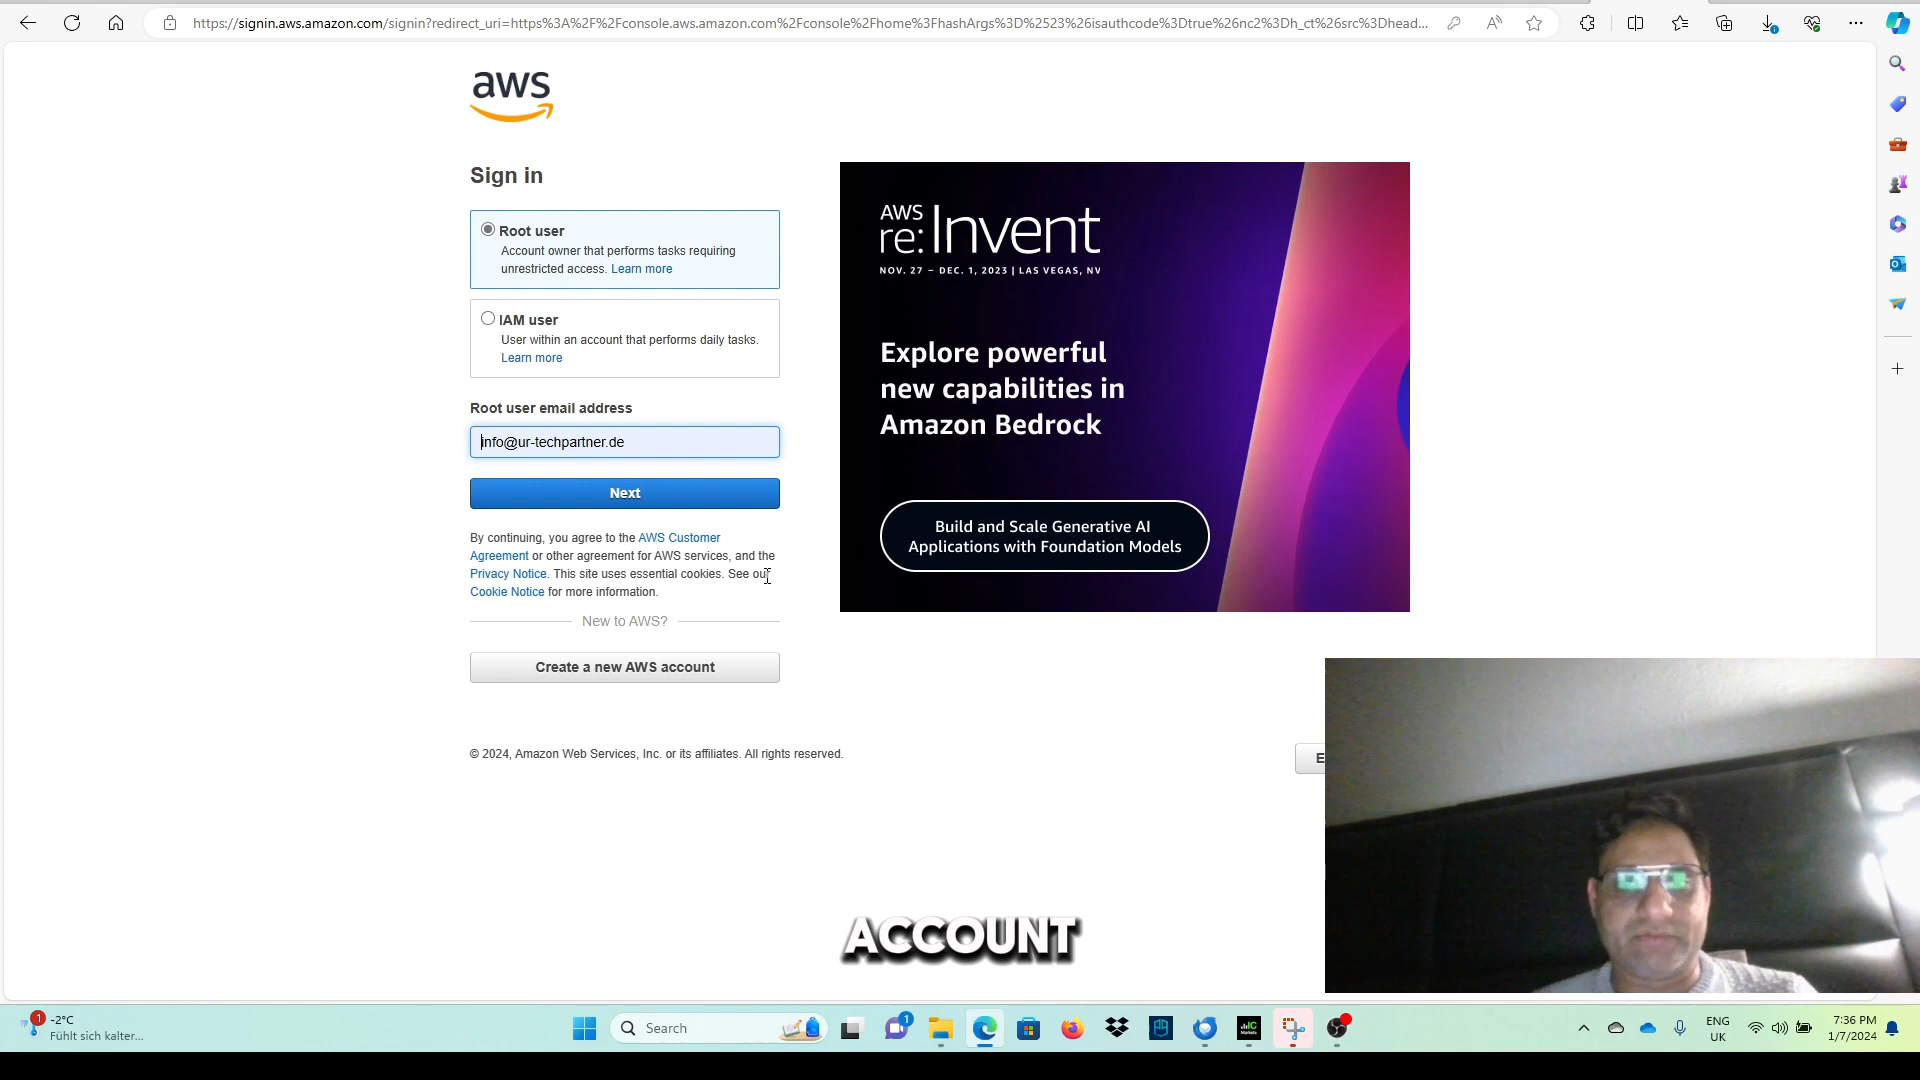 https://signin.aws.amazon.com/signin?redirect_uri=https%3A%2F%2Fconsole.aws.amazon.com%2Fconsole%2Fhome%3FhashArgs%3D%2523%26isauthcode%3Dtrue%26nc2%3Dh_ct%26src%3Dhead...
aws
Sign in
Root user
Account owner that performs tasks requiring
unrestricted access. Learn more
IAM user
User within an account that performs daily tasks.
Learn more
Root user email address
info@ur-techpartner.de
Next
By continuing, you agree to the AWS Customer
Agreement or other agreement for AWS services, and the
Privacy Notice. This site uses essential cookies. See our
Cookie Notice for more information.
New to AWS?
Create a new AWS account
AWS
re:Invent
NOV. 27 – DEC. 1, 2023 | LAS VEGAS, NV
Explore powerful
new capabilities in
Amazon Bedrock
Build and Scale Generative AI
Applications with Foundation Models
© 2024, Amazon Web Services, Inc. or its affiliates. All rights reserved.
E
ACCOUNT
1
-2°C
Fühlt sich kalter...
Search
1
ENG
UK
7:36 PM
1/7/2024